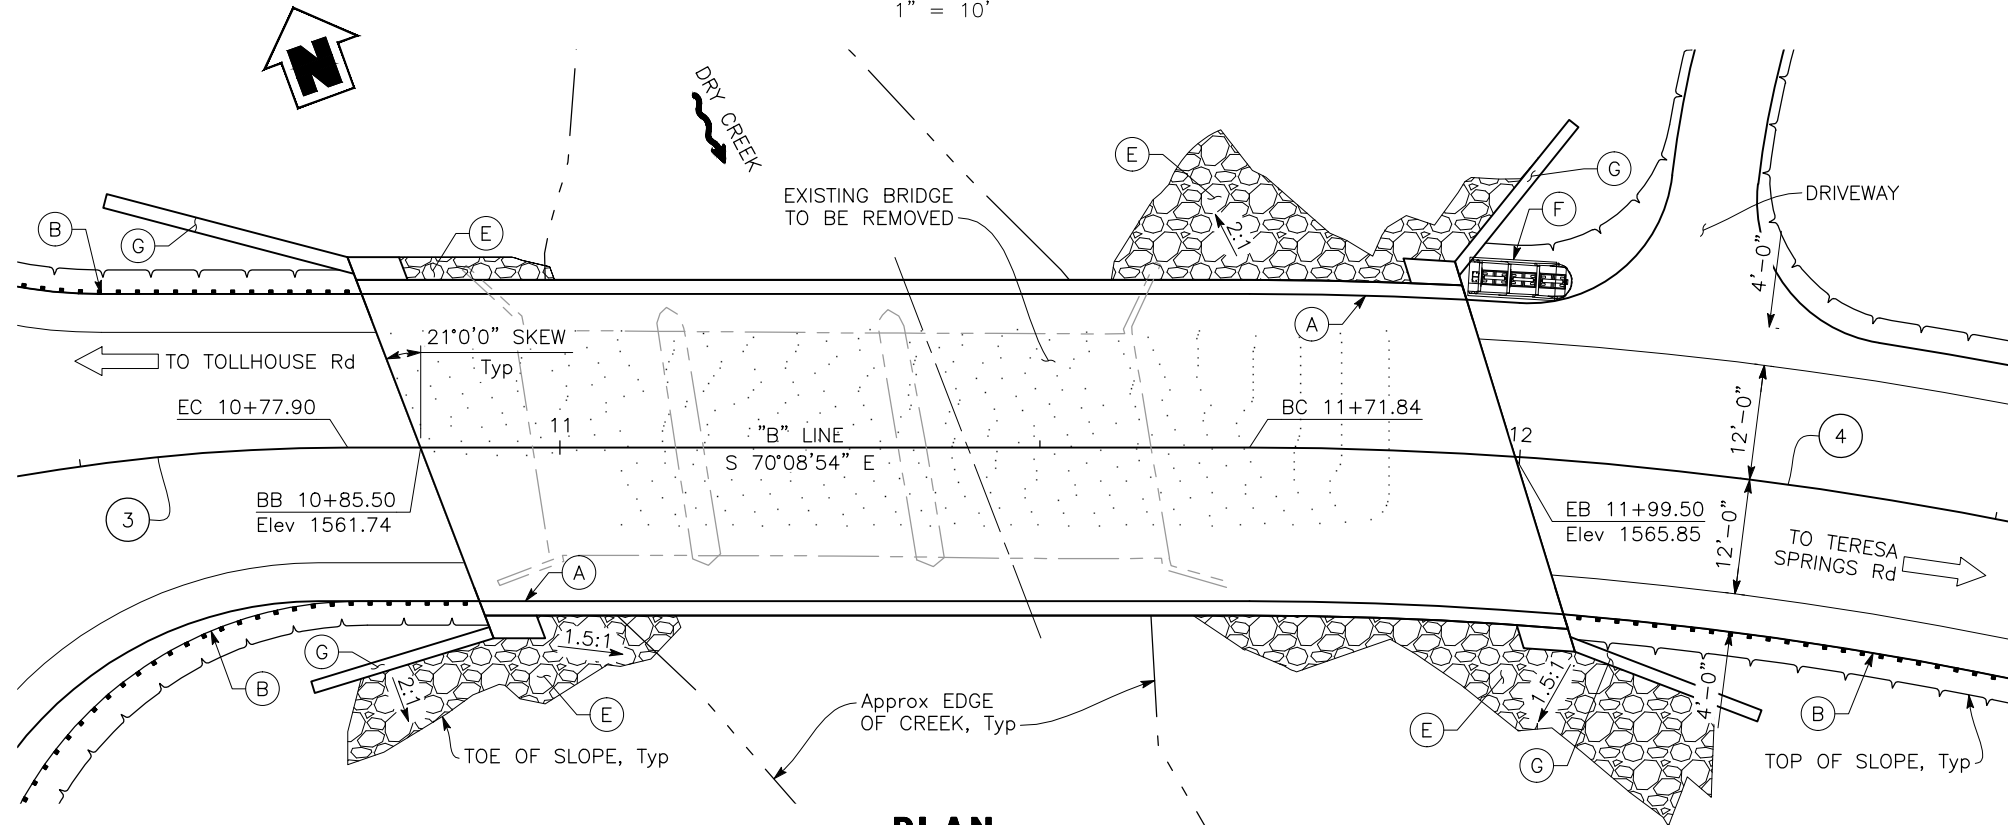 1" = 10'
N
DRY CREEK
E
G
DRIVEWAY
F
EXISTING BRIDGE
TO BE REMOVED
B
G
E
2:1
4'-0"
A
21°0'0" SKEW
Typ
TO TOLLHOUSE Rd
EC 10+77.90
11
"B" LINE
S 70°08'54" E
BC 11+71.84
12
12'-0"
4
BB 10+85.50
Elev 1561.74
3
EB 11+99.50
Elev 1565.85
12'-0"
TO TERESA
SPRINGS Rd
A
1.5:1
G
B
2:1
E
TOE OF SLOPE, Typ
Approx EDGE
OF CREEK, Typ
E
1.5:1
G
4'-0"
B
TOP OF SLOPE, Typ
PLAN